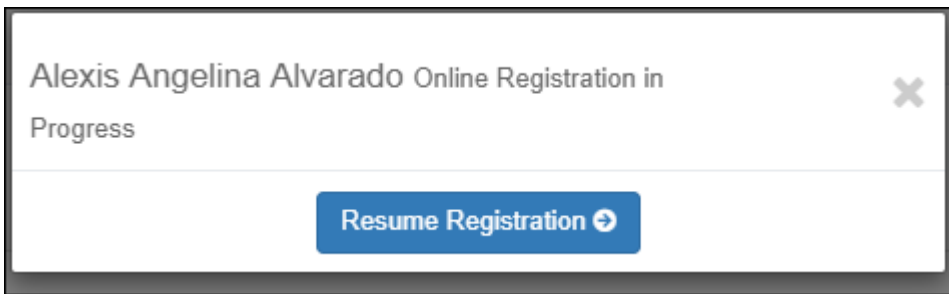 Alexis Angelina Alvarado Online Registration in
Progress
Resume Registration